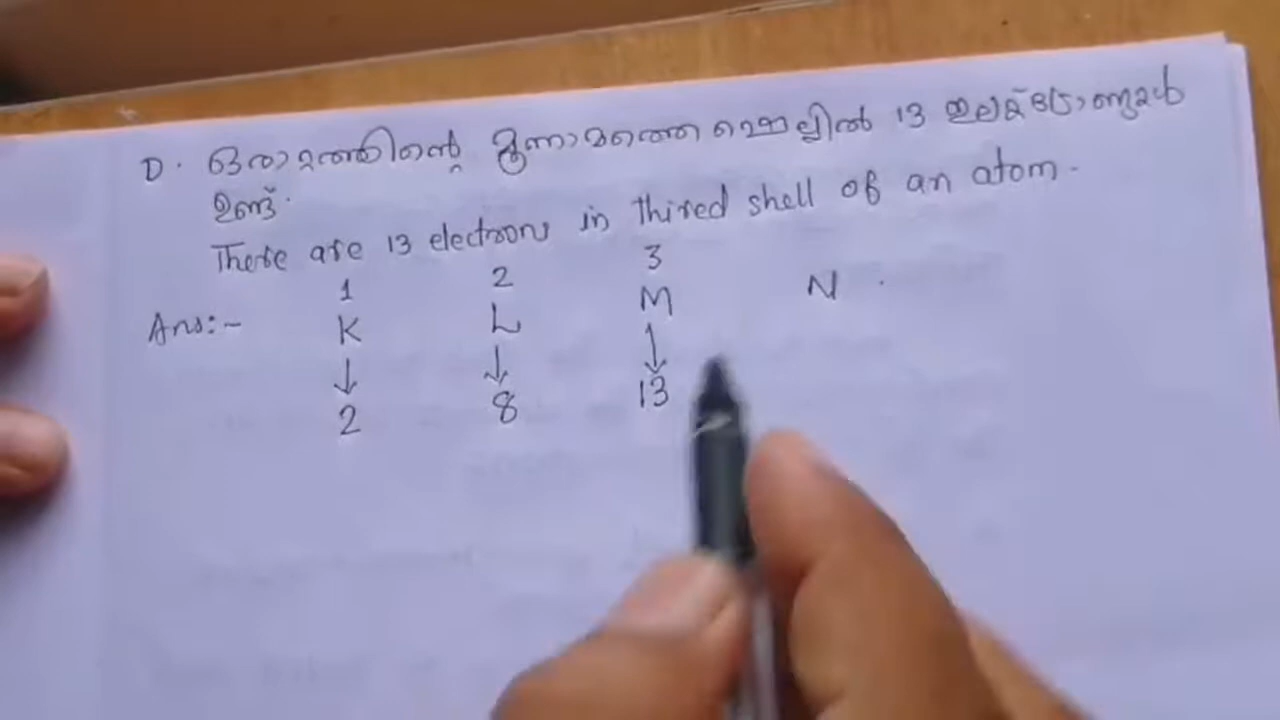 D. ഒരാറ്റത്തിന്റെ മൂന്നാമത്തെ ഷെല്ലിൽ 13 ഇലക്ട്രോണുകൾ
ഉണ്ട്.
There are 13 electrons in thired shell of an atom.
1 2 3
Ans:- K L M N
↓ ↓ ↓
2 8 13